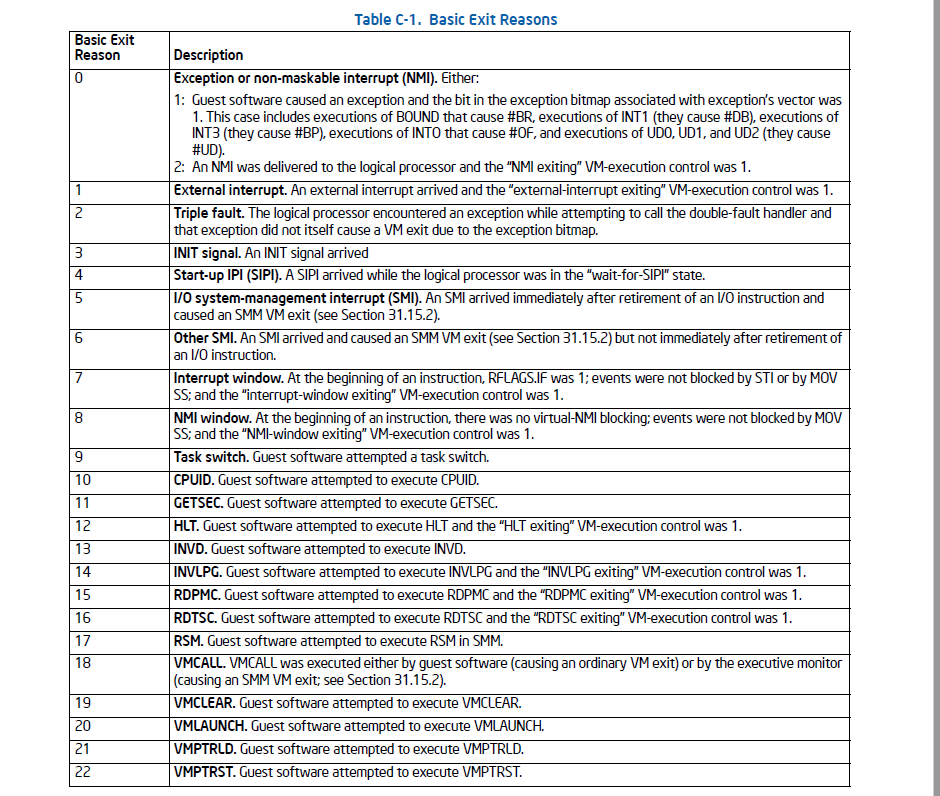 Table C-1. Basic Exit Reasons
Basic Exit
Reason
Description
0
Exception or non-maskable interrupt (NMI). Either:
1: Guest software caused an exception and the bit in the exception bitmap associated with exception's vector was
1. This case includes executions of BOUND that cause #BR, executions of INT1 (they cause #DB), executions of
INT3 (they cause #BP), executions of INTO that cause #OF, and executions of UD0, UD1, and UD2 (they cause
#UD).
2: An NMI was delivered to the logical processor and the “NMI exiting” VM-execution control was 1.
1
External interrupt. An external interrupt arrived and the “external-interrupt exiting” VM-execution control was 1.
2
Triple fault. The logical processor encountered an exception while attempting to call the double-fault handler and
that exception did not itself cause a VM exit due to the exception bitmap.
3
INIT signal. An INIT signal arrived
4
Start-up IPI (SIPI). A SIPI arrived while the logical processor was in the “wait-for-SIPI” state.
5
I/O system-management interrupt (SMI). An SMI arrived immediately after retirement of an I/O instruction and
caused an SMM VM exit (see Section 31.15.2).
6
Other SMI. An SMI arrived and caused an SMM VM exit (see Section 31.15.2) but not immediately after retirement of
an I/O instruction.
7
Interrupt window. At the beginning of an instruction, RFLAGS.IF was 1; events were not blocked by STI or by MOV
SS; and the “interrupt-window exiting” VM-execution control was 1.
8
NMI window. At the beginning of an instruction, there was no virtual-NMI blocking; events were not blocked by MOV
SS; and the “NMI-window exiting” VM-execution control was 1.
9
Task switch. Guest software attempted a task switch.
10
CPUID. Guest software attempted to execute CPUID.
11
GETSEC. Guest software attempted to execute GETSEC.
12
HLT. Guest software attempted to execute HLT and the “HLT exiting” VM-execution control was 1.
13
INVD. Guest software attempted to execute INVD.
14
INVLPG. Guest software attempted to execute INVLPG and the “INVLPG exiting” VM-execution control was 1.
15
RDPMC. Guest software attempted to execute RDPMC and the “RDPMC exiting” VM-execution control was 1.
16
RDTSC. Guest software attempted to execute RDTSC and the “RDTSC exiting” VM-execution control was 1.
17
RSM. Guest software attempted to execute RSM in SMM.
18
VMCALL. VMCALL was executed either by guest software (causing an ordinary VM exit) or by the executive monitor
(causing an SMM VM exit; see Section 31.15.2).
19
VMCLEAR. Guest software attempted to execute VMCLEAR.
20
VMLAUNCH. Guest software attempted to execute VMLAUNCH.
21
VMPTRLD. Guest software attempted to execute VMPTRLD.
22
VMPTRST. Guest software attempted to execute VMPTRST.